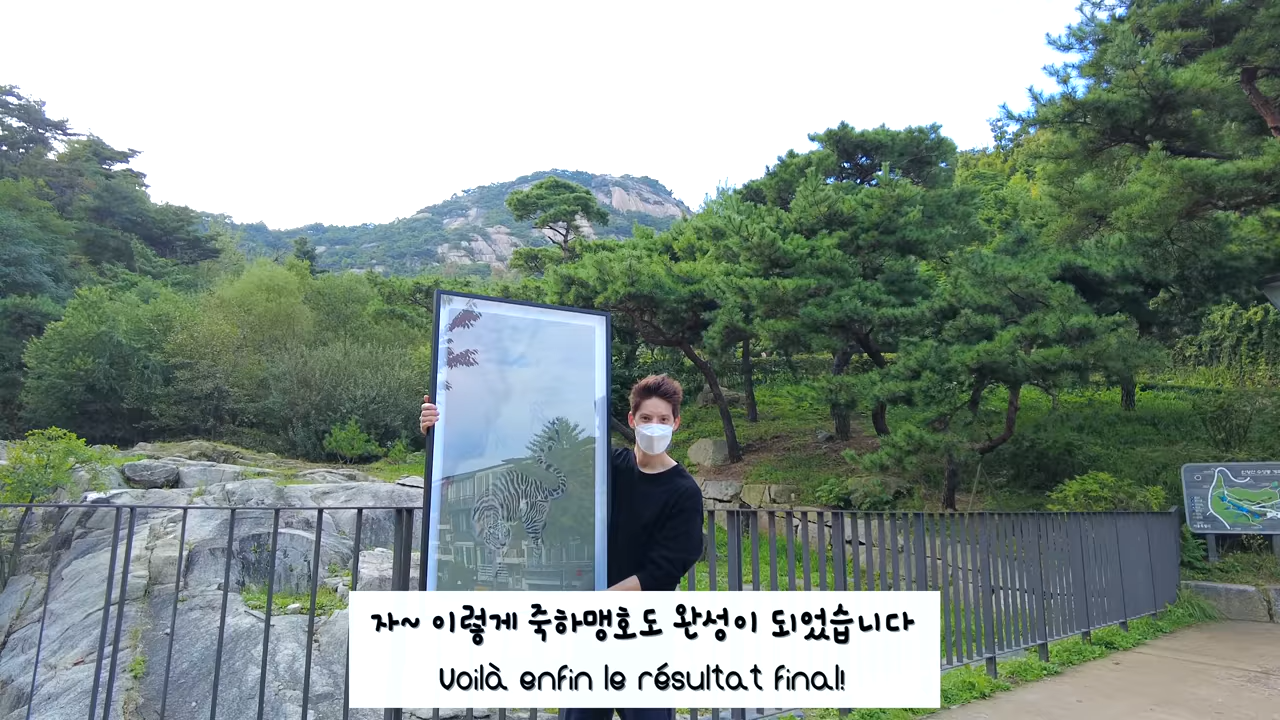 자~ 이렇게 죽하맹호도 완성이 되었습니다
Voilà enfin le résultat final!